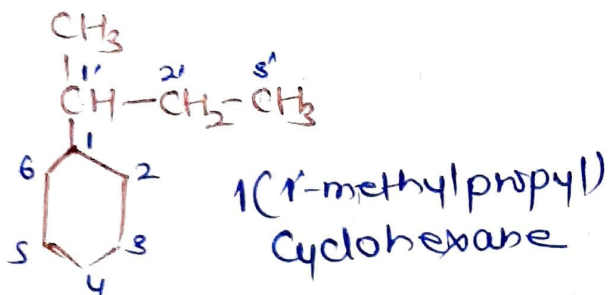 CH3
1' 2' 3'
CH-CH2-CH3
1
6 2
5 3
4
1(1'-methylpropyl)
Cyclohexane